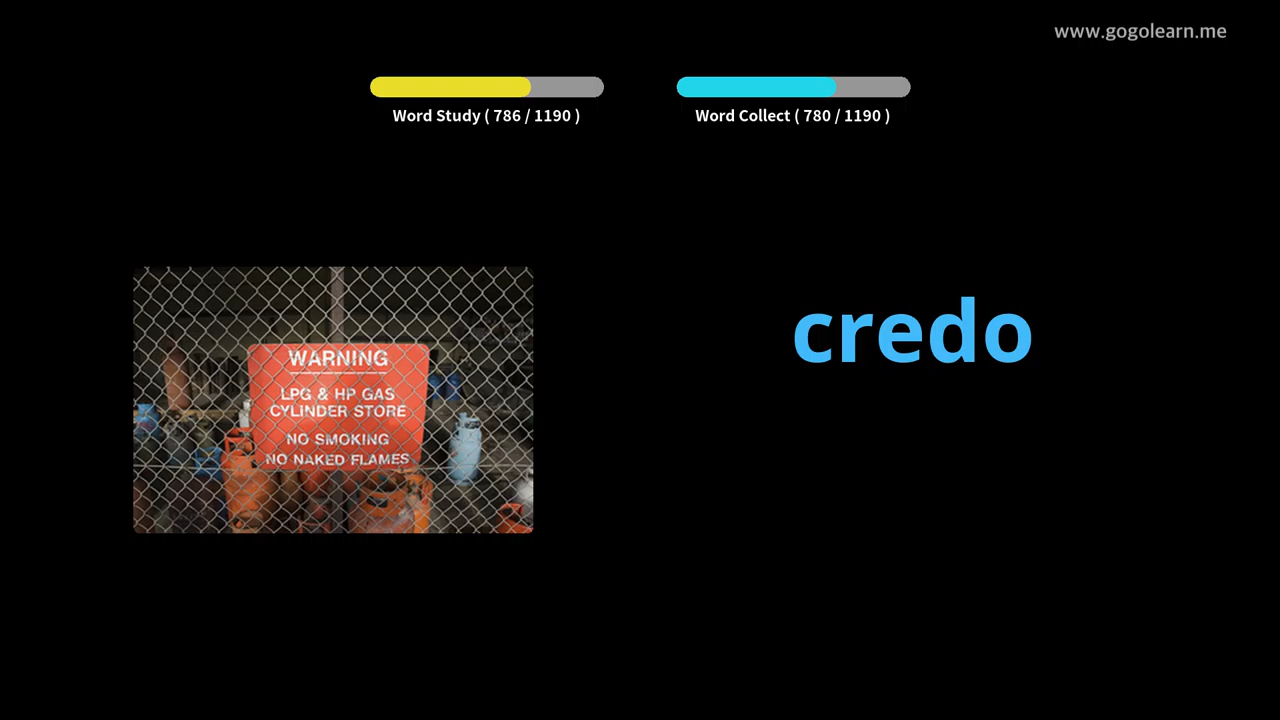 www.gogolearn.me
Word Study ( 786 / 1190 )
Word Collect ( 780 / 1190 )
WARNING
LPG & HP GAS
CYLINDER STORE
NO SMOKING
NO NAKED FLAMES
credo